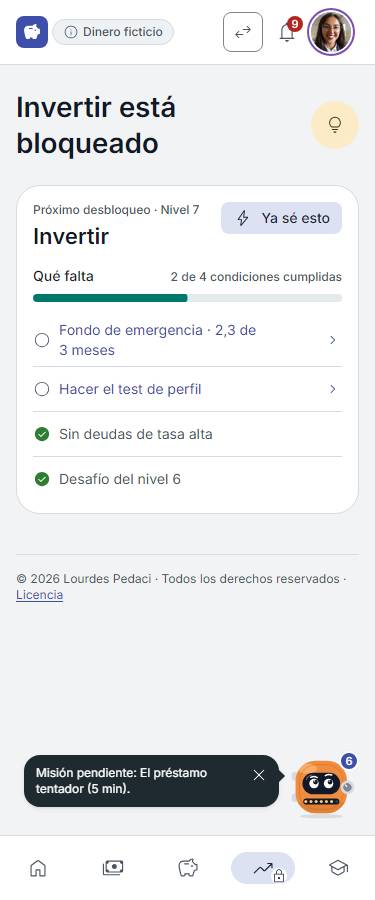 Dinero ficticio
9
Invertir está
bloqueado
Próximo desbloqueo · Nivel 7
Ya sé esto
Invertir
Qué falta
2 de 4 condiciones cumplidas
Fondo de emergencia · 2,3 de
3 meses
Hacer el test de perfil
Sin deudas de tasa alta
Desafío del nivel 6
© 2026 Lourdes Pedaci · Todos los derechos reservados ·
Licencia
Misión pendiente: El préstamo
tentador (5 min).
6